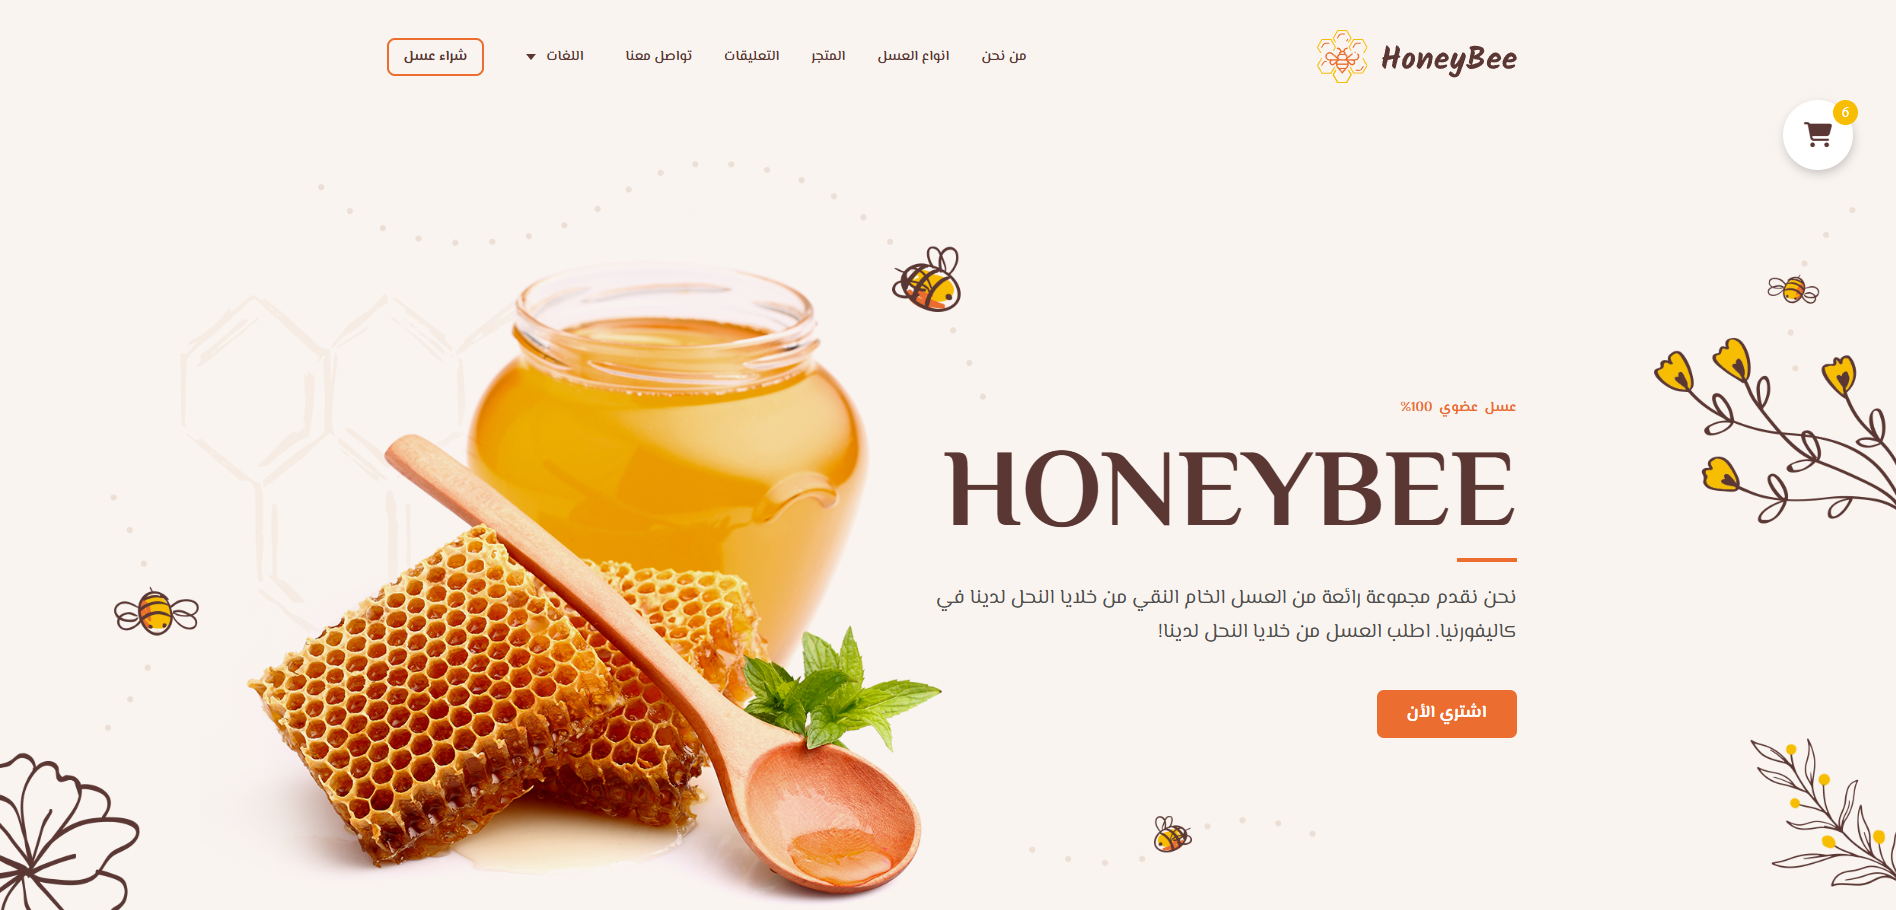 HoneyBee
من نحن
انواع العسل
المتجر
التعليقات
تواصل معنا
اللغات
شراء عسل
6
عسل عضوي 100%
HONEYBEE
نحن نقدم مجموعة رائعة من العسل الخام النقي من خلايا النحل لدينا في
كاليفورنيا. اطلب العسل من خلايا النحل لدينا!
اشتري الأن